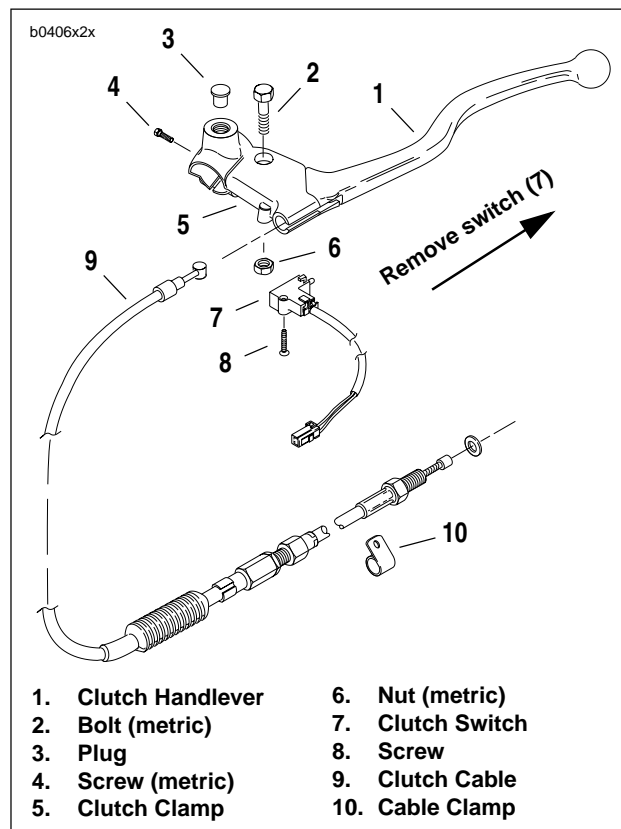 b0406x2x
3
2
4
1
5
6
Remove switch (7)
9
7
8
10
1. Clutch Handlever
2. Bolt (metric)
3. Plug
4. Screw (metric)
5. Clutch Clamp
6. Nut (metric)
7. Clutch Switch
8. Screw
9. Clutch Cable
10. Cable Clamp